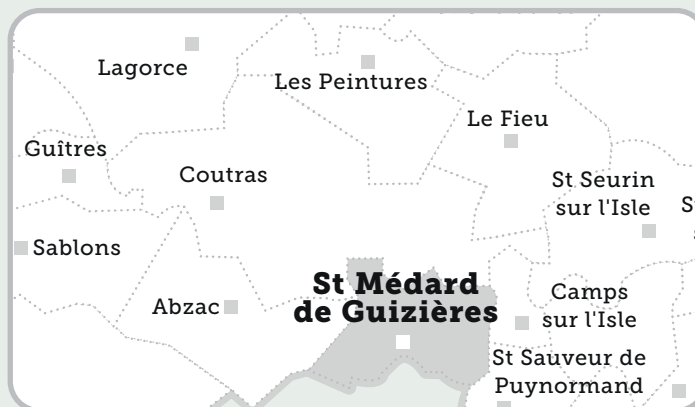 Lagorce
Les Peintures
Le Fieu
Guîtres
Coutras
St Seurin
sur l'Isle
Sablons
St Médard
de Guizières
Abzac
Camps
sur l'Isle
St Sauveur de
Puynormand